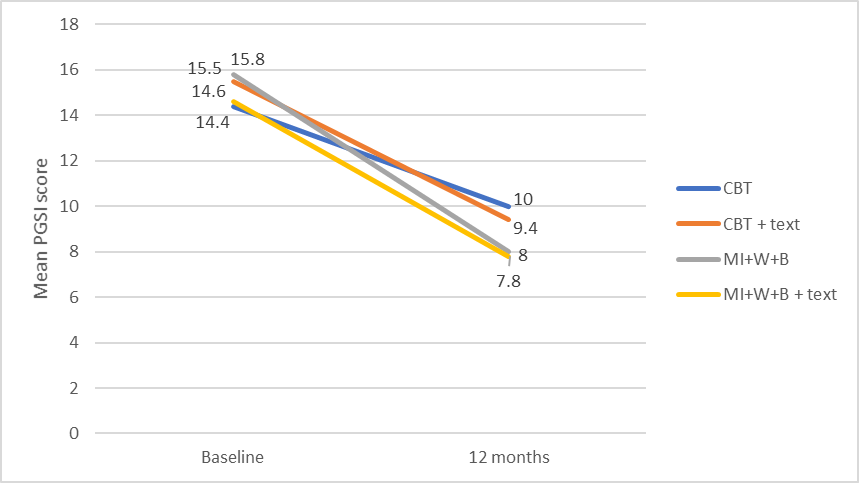 18
16
14
12
10
8
6
4
2
0
Mean PGSI score
15.5
15.8
14.6
14.4
10
9.4
8
7.8
Baseline
12 months
CBT
CBT + text
MI+W+B
MI+W+B + text